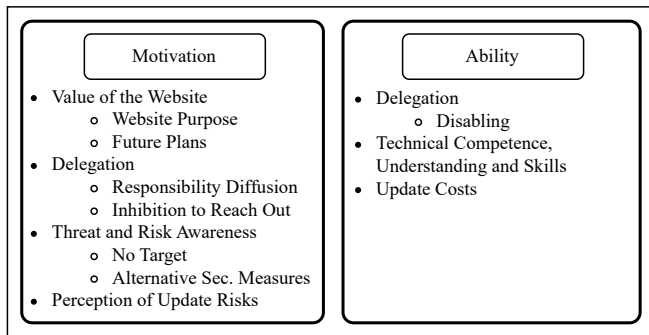 Motivation
• Value of the Website
o Website Purpose
o Future Plans
• Delegation
o Responsibility Diffusion
o Inhibition to Reach Out
• Threat and Risk Awareness
o No Target
o Alternative Sec. Measures
• Perception of Update Risks
Ability
• Delegation
o Disabling
• Technical Competence,
Understanding and Skills
• Update Costs